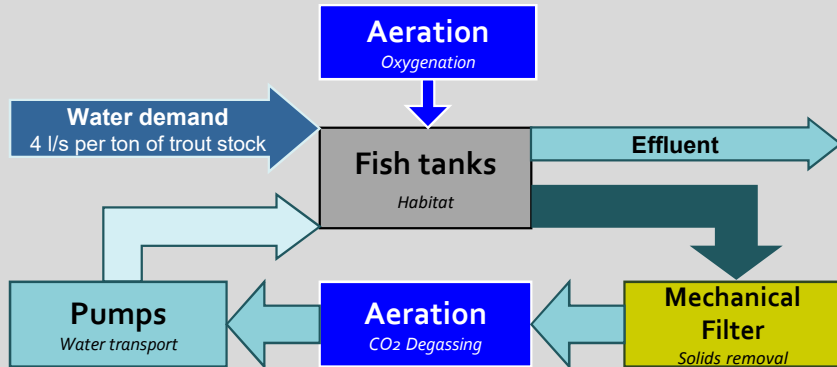 Aeration
Oxygenation
Water demand
4 l/s per ton of trout stock
Fish tanks
Habitat
Effluent
Pumps
Water transport
Aeration
CO2 Degassing
Mechanical
Filter
Solids removal